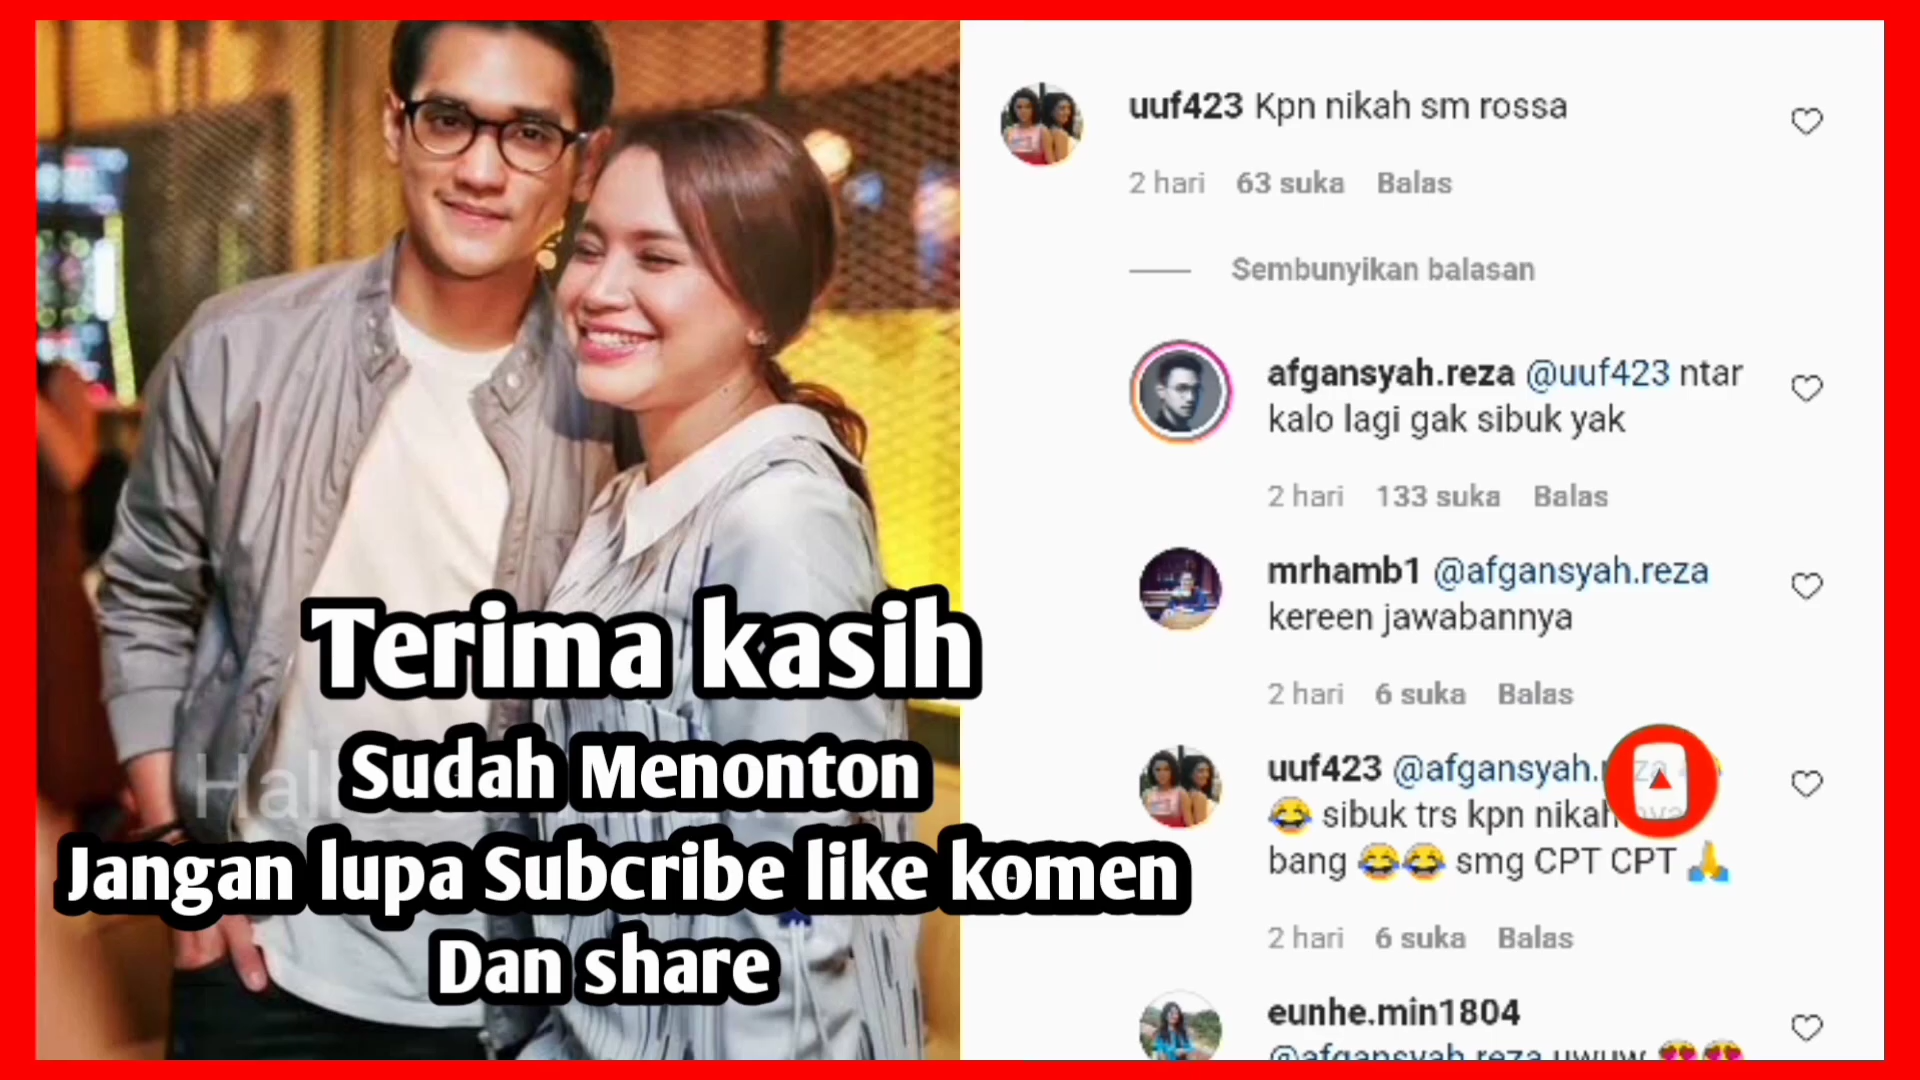 uuf423 Kpn nikah sm rossa
2 hari 63 suka Balas
Sembunyikan balasan
afgansyah.reza @uuf423 ntar
kalo lagi gak sibuk yak
2 hari 133 suka Balas
mrhamb1 @afgansyah.reza
kereen jawabannya
2 hari 6 suka Balas
uuf423 @afgansyah.
😂 sibuk trs kpn nikah
bang 😂😂 smg CPT CPT 🙏
2 hari 6 suka Balas
eunhe.min1804
@afgansyah.reza uwuw 😍😍
Terima kasih
Sudah Menonton
Jangan lupa Subcribe like komen
Dan share